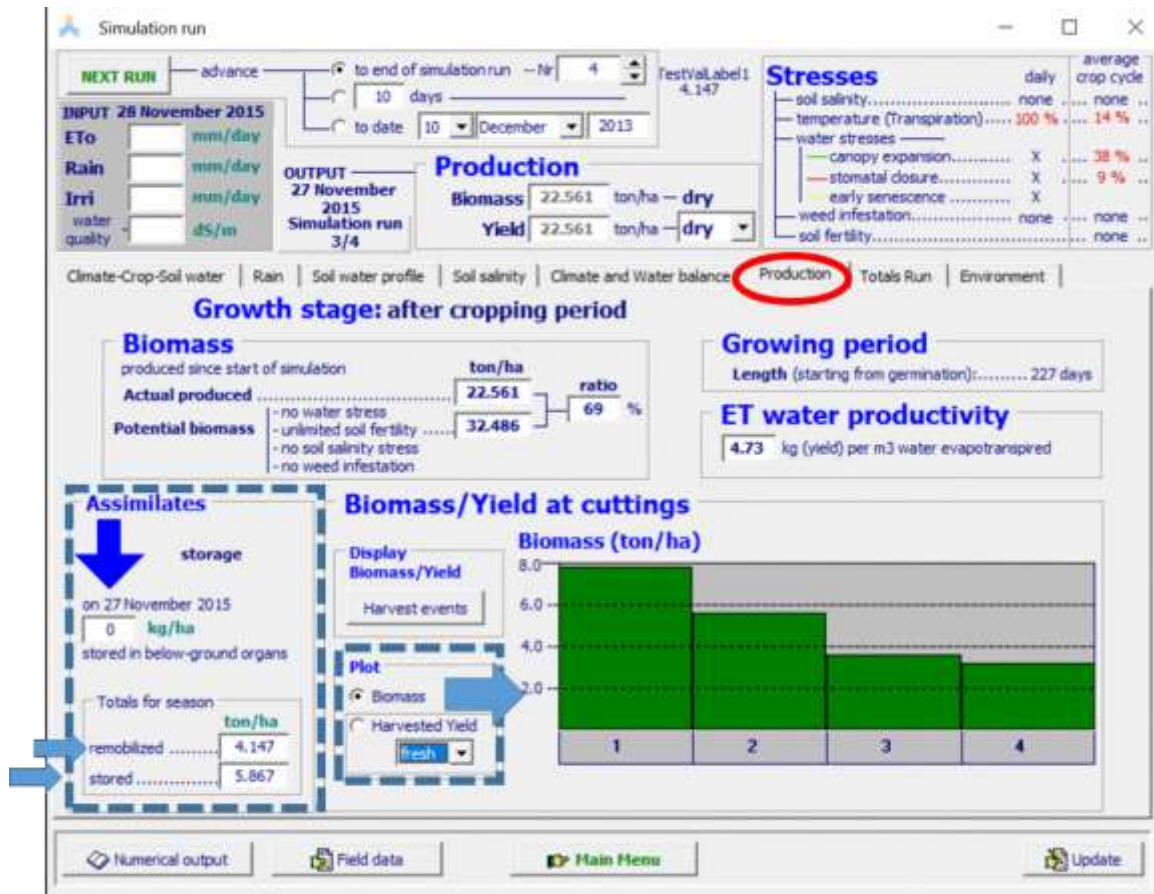 Simulation run
NEXT RUN advance to end of simulation run Nr 4
10 days
to date 10 December 2013
TestValLabel1
4.147
INPUT 28 November 2015
ETo mm/day
Rain mm/day
Irri mm/day
water quality dS/m
OUTPUT
27 November
2015
Simulation run
3/4
Production
Biomass 22.561 ton/ha dry
Yield 22.561 ton/ha dry
Stresses daily average crop cycle
soil salinity none none
temperature (Transpiration) 100 % 14 %
water stresses
canopy expansion X 38 %
stomatal closure X 9 %
early senescence X
weed infestation none none
soil fertility none
Climate-Crop-Soil water | Rain | Soil water profile | Soil salinity | Climate and Water balance | Production | Totals Run | Environment
Growth stage: after cropping period
Biomass
produced since start of simulation ton/ha
Actual produced 22.561 ratio
69 %
Potential biomass 32.486
- no water stress
- unlimited soil fertility
- no soil salinity stress
- no weed infestation
Growing period
Length (starting from germination): 227 days
ET water productivity
4.73 kg (yield) per m3 water evapotranspired
Assimilates
storage
on 27 November 2015
0 kg/ha
stored in below-ground organs
Totals for season
ton/ha
remobilized 4.147
stored 5.867
Biomass/Yield at cuttings
Display
Biomass/Yield
Harvest events
Plot
Biomass
Harvested Yield
fresh
Biomass (ton/ha)
8.0
6.0
4.0
2.0
1 2 3 4
Numerical output Field data Main Menu Update